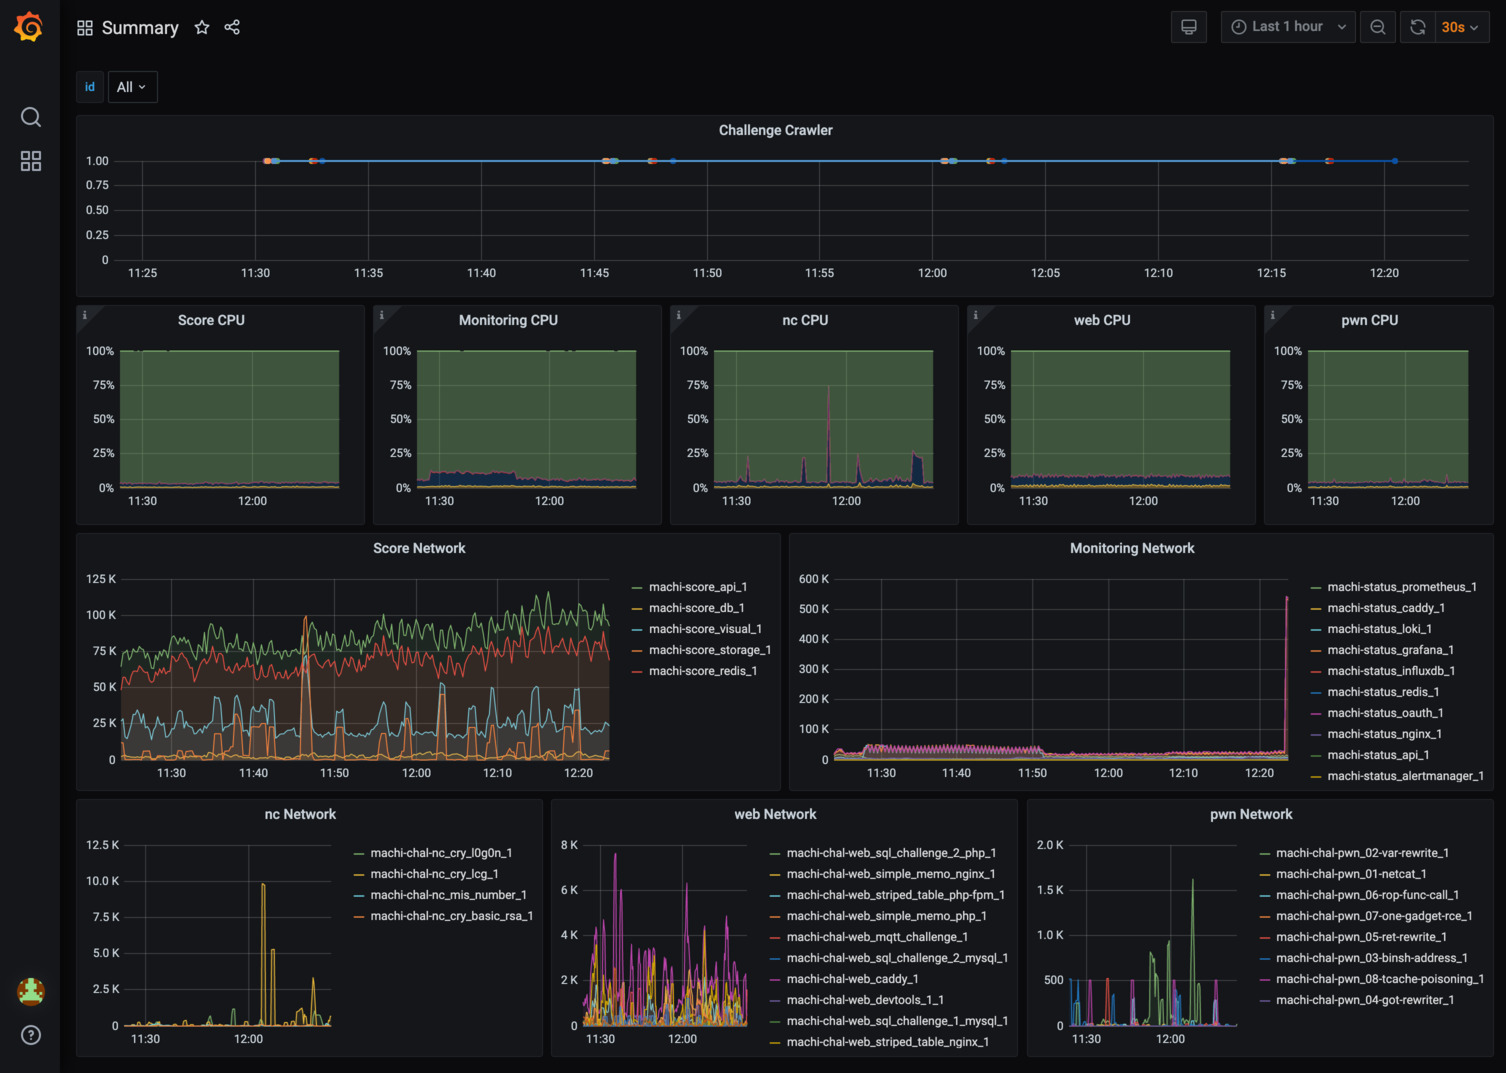 Summary
Last 1 hour
30s
id
All
Challenge Crawler
1.00
0.75
0.50
0.25
0
11:25 11:30 11:35 11:40 11:45 11:50 11:55 12:00 12:05 12:10 12:15 12:20
Score CPU
100%
75%
50%
25%
0%
11:30 12:00
Monitoring CPU
100%
75%
50%
25%
0%
11:30 12:00
nc CPU
100%
75%
50%
25%
0%
11:30 12:00
web CPU
100%
75%
50%
25%
0%
11:30 12:00
pwn CPU
100%
75%
50%
25%
0%
11:30 12:00
Score Network
125 K
100 K
75 K
50 K
25 K
0
11:30 11:40 11:50 12:00 12:10 12:20
machi-score_api_1
machi-score_db_1
machi-score_visual_1
machi-score_storage_1
machi-score_redis_1
Monitoring Network
600 K
500 K
400 K
300 K
200 K
100 K
0
11:30 11:40 11:50 12:00 12:10 12:20
machi-status_prometheus_1
machi-status_caddy_1
machi-status_loki_1
machi-status_grafana_1
machi-status_influxdb_1
machi-status_redis_1
machi-status_oauth_1
machi-status_nginx_1
machi-status_api_1
machi-status_alertmanager_1
nc Network
12.5 K
10.0 K
7.5 K
5.0 K
2.5 K
0
11:30 12:00
machi-chal-nc_cry_l0g0n_1
machi-chal-nc_cry_lcg_1
machi-chal-nc_mis_number_1
machi-chal-nc_cry_basic_rsa_1
web Network
8 K
6 K
4 K
2 K
0
11:30 12:00
machi-chal-web_sql_challenge_2_php_1
machi-chal-web_simple_memo_nginx_1
machi-chal-web_striped_table_php-fpm_1
machi-chal-web_simple_memo_php_1
machi-chal-web_mqtt_challenge_1
machi-chal-web_sql_challenge_2_mysql_1
machi-chal-web_caddy_1
machi-chal-web_devtools_1_1
machi-chal-web_sql_challenge_1_mysql_1
machi-chal-web_striped_table_nginx_1
pwn Network
2.0 K
1.5 K
1.0 K
500
0
11:30 12:00
machi-chal-pwn_02-var-rewrite_1
machi-chal-pwn_01-netcat_1
machi-chal-pwn_06-rop-func-call_1
machi-chal-pwn_07-one-gadget-rce_1
machi-chal-pwn_05-ret-rewrite_1
machi-chal-pwn_03-binsh-address_1
machi-chal-pwn_08-tcache-poisoning_1
machi-chal-pwn_04-got-rewriter_1